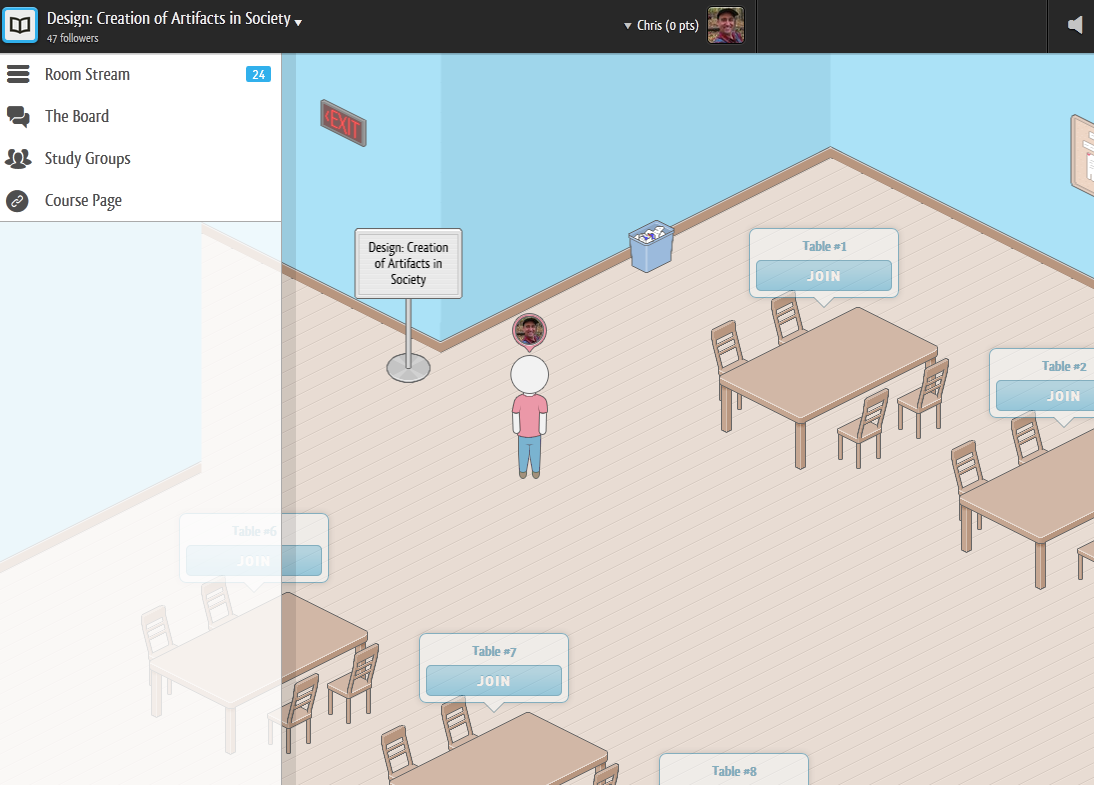 Design: Creation of Artifacts in Society
47 followers
Chris (0 pts)
Room Stream
24
The Board
Study Groups
Course Page
EXIT
Design: Creation
of Artifacts in
Society
Table #1
JOIN
Table #2
JOIN
Table #6
JOIN
Table #7
JOIN
Table #8